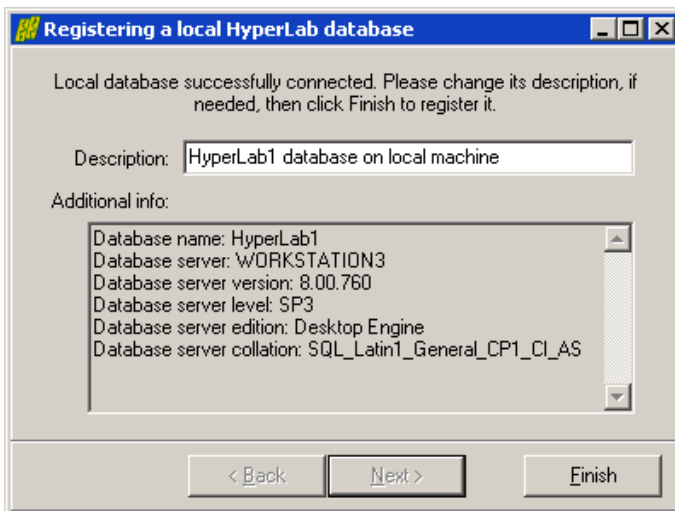 Registering a local HyperLab database
Local database successfully connected. Please change its description, if
needed, then click Finish to register it.
Description: HyperLab1 database on local machine
Additional info:
Database name: HyperLab1
Database server: WORKSTATION3
Database server version: 8.00.760
Database server level: SP3
Database server edition: Desktop Engine
Database server collation: SQL_Latin1_General_CP1_CI_AS
< Back Next > Finish